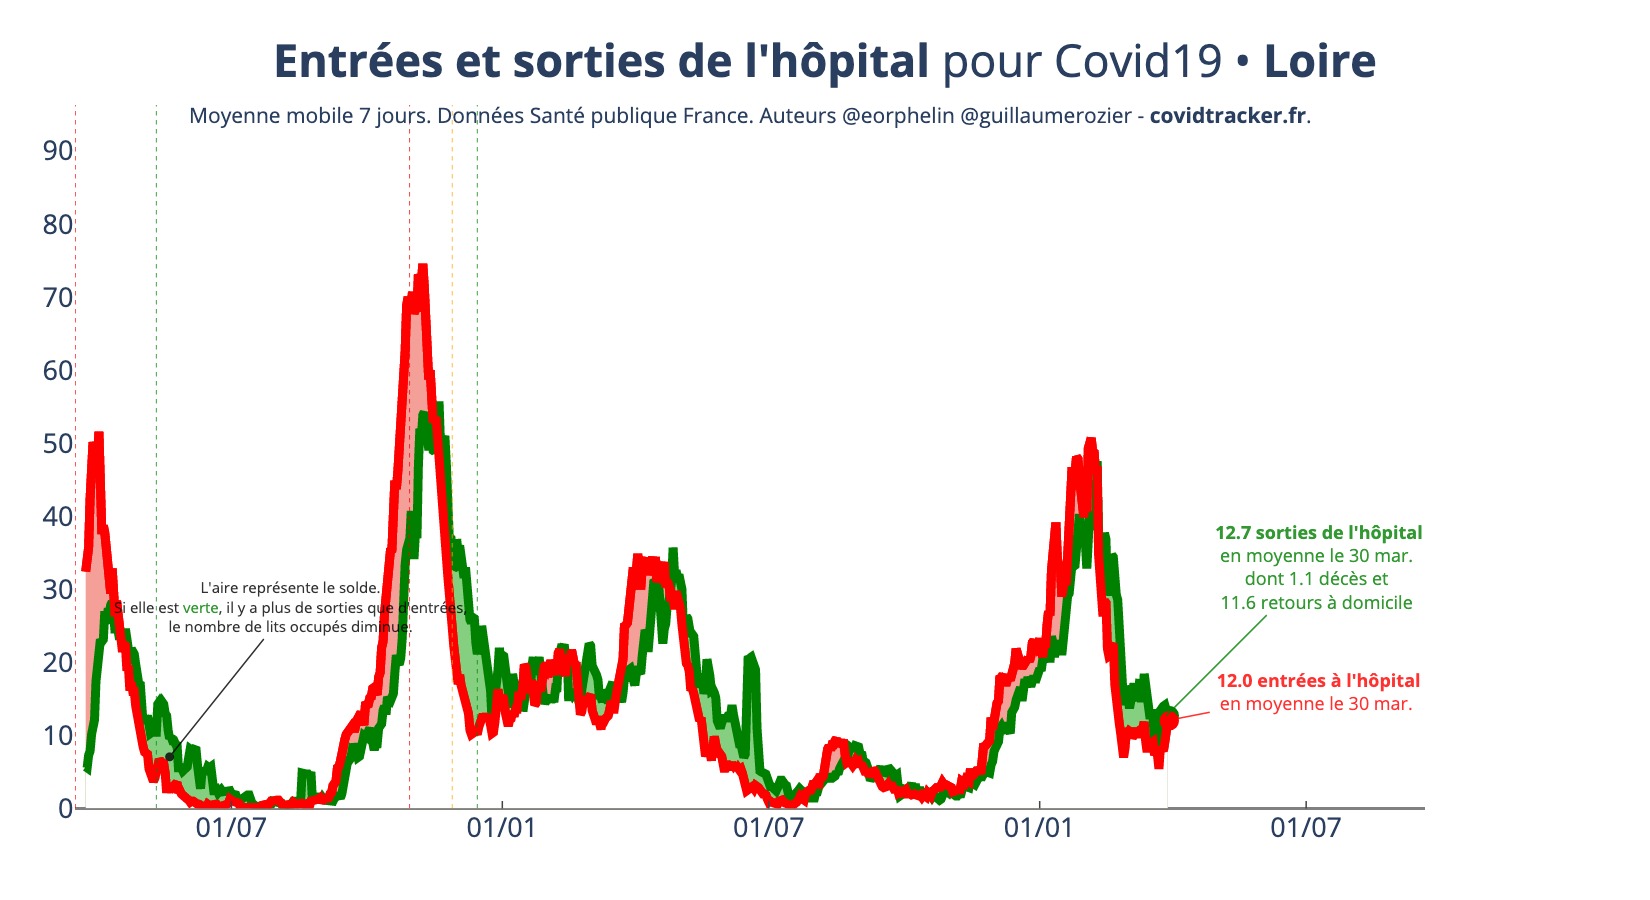 Entrées et sorties de l'hôpital pour Covid19 • Loire
Moyenne mobile 7 jours. Données Santé publique France. Auteurs @eorphelin @guillaumerozier - covidtracker.fr.
90
80
70
60
50
40
30
20
10
0
L'aire représente le solde.
Si elle est verte, il y a plus de sorties que d'entrées,
le nombre de lits occupés diminue.
12.7 sorties de l'hôpital
en moyenne le 30 mar.
dont 1.1 décès et
11.6 retours à domicile
12.0 entrées à l'hôpital
en moyenne le 30 mar.
01/07 01/01 01/07 01/01 01/07